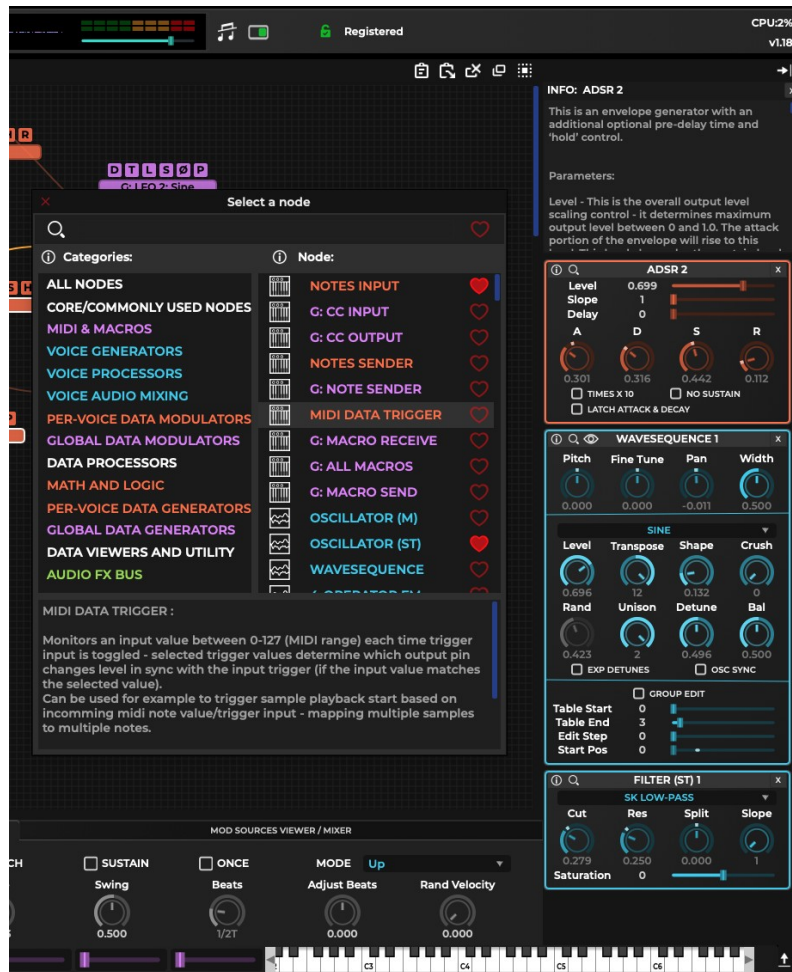 CPU:2%
Registered
v1.18
INFO: ADSR 2
This is an envelope generator with an
additional optional pre-delay time and
'hold' control.
Parameters:
Level - This is the overall output level
scaling control - it determines maximum
output level between 0 and 1.0. The attack
portion of the envelope will rise to this
R
D T L S Ø P
G: LFO 2: Sine
Select a node
Categories:
ALL NODES
CORE/COMMONLY USED NODES
MIDI & MACROS
VOICE GENERATORS
VOICE PROCESSORS
VOICE AUDIO MIXING
PER-VOICE DATA MODULATORS
GLOBAL DATA MODULATORS
DATA PROCESSORS
MATH AND LOGIC
PER-VOICE DATA GENERATORS
GLOBAL DATA GENERATORS
DATA VIEWERS AND UTILITY
AUDIO FX BUS
Node:
NOTES INPUT
G: CC INPUT
G: CC OUTPUT
NOTES SENDER
G: NOTE SENDER
MIDI DATA TRIGGER
G: MACRO RECEIVE
G: ALL MACROS
G: MACRO SEND
OSCILLATOR (M)
OSCILLATOR (ST)
WAVESEQUENCE
MIDI DATA TRIGGER :
Monitors an input value between 0-127 (MIDI range) each time trigger
input is toggled - selected trigger values determine which output pin
changes level in sync with the input trigger (if the input value matches
the selected value).
Can be used for example to trigger sample playback start based on
incomming midi note value/trigger input - mapping multiple samples
to multiple notes.
ADSR 2 x
Level 0.699
Slope 1
Delay 0
A D S R
0.301 0.316 0.442 0.112
TIMES X 10 NO SUSTAIN
LATCH ATTACK & DECAY
WAVESEQUENCE 1 x
Pitch Fine Tune Pan Width
0.000 0.000 -0.011 0.500
SINE
Level Transpose Shape Crush
0.696 12 0.132 0
Rand Unison Detune Bal
0.423 2 0.496 0.500
EXP DETUNES OSC SYNC
GROUP EDIT
Table Start 0
Table End 3
Edit Step 0
Start Pos 0
FILTER (ST) 1 x
SK LOW-PASS
Cut Res Split Slope
0.279 0.250 0.000 1
Saturation 0
MOD SOURCES VIEWER / MIXER
CH SUSTAIN ONCE MODE Up
Swing Beats Adjust Beats Rand Velocity
0.500 1/2T 0.000 0.000
C3 C4 C5 C6